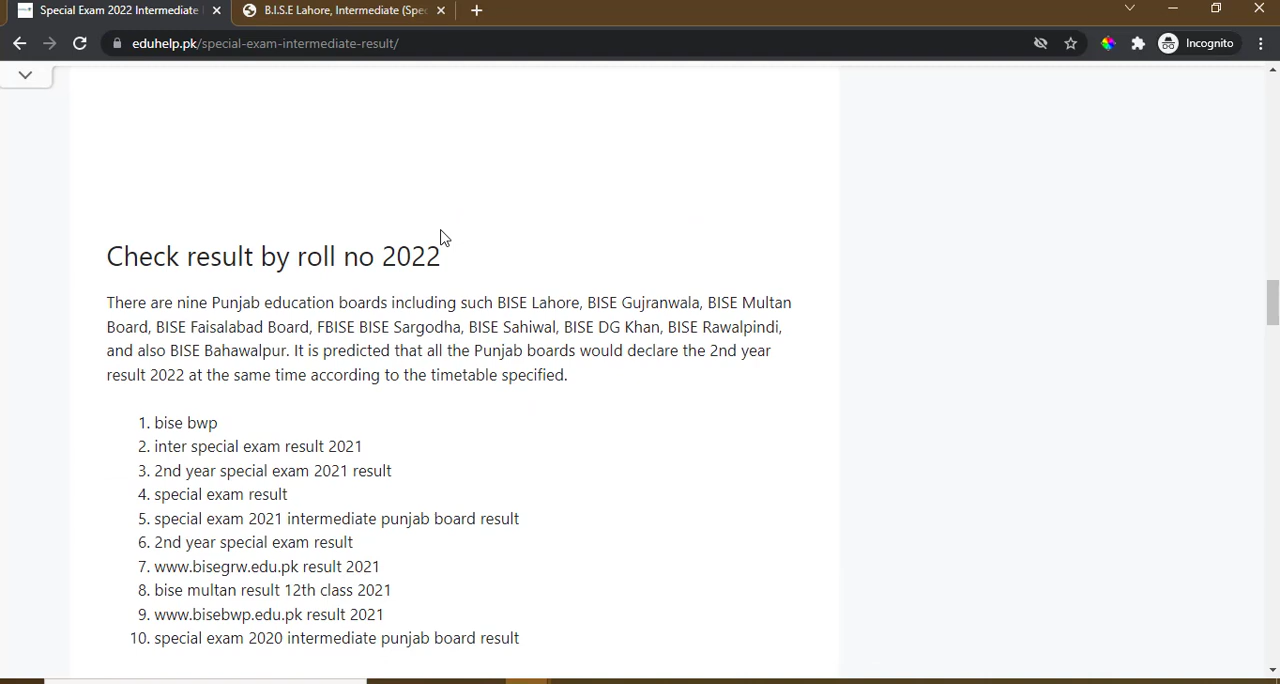 Special Exam 2022 Intermediate
B.I.S.E Lahore, Intermediate (Spec
eduhelp.pk/special-exam-intermediate-result/
Incognito
Check result by roll no 2022
There are nine Punjab education boards including such BISE Lahore, BISE Gujranwala, BISE Multan
Board, BISE Faisalabad Board, FBISE BISE Sargodha, BISE Sahiwal, BISE DG Khan, BISE Rawalpindi,
and also BISE Bahawalpur. It is predicted that all the Punjab boards would declare the 2nd year
result 2022 at the same time according to the timetable specified.
1. bise bwp
2. inter special exam result 2021
3. 2nd year special exam 2021 result
4. special exam result
5. special exam 2021 intermediate punjab board result
6. 2nd year special exam result
7. www.bisegrw.edu.pk result 2021
8. bise multan result 12th class 2021
9. www.bisebwp.edu.pk result 2021
10. special exam 2020 intermediate punjab board result